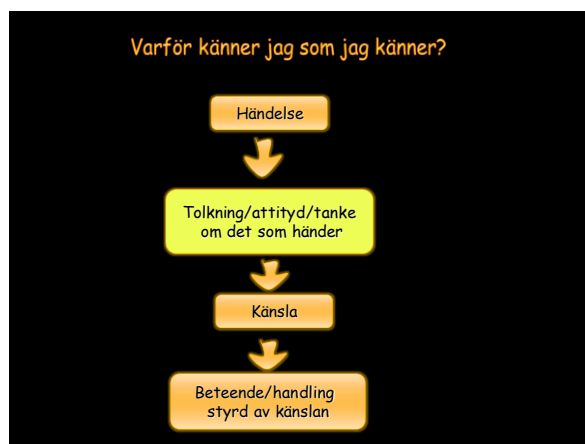 Varför känner jag som jag känner?
Händelse
Tolkning/attityd/tanke
om det som händer
Känsla
Beteende/handling
styrd av känslan